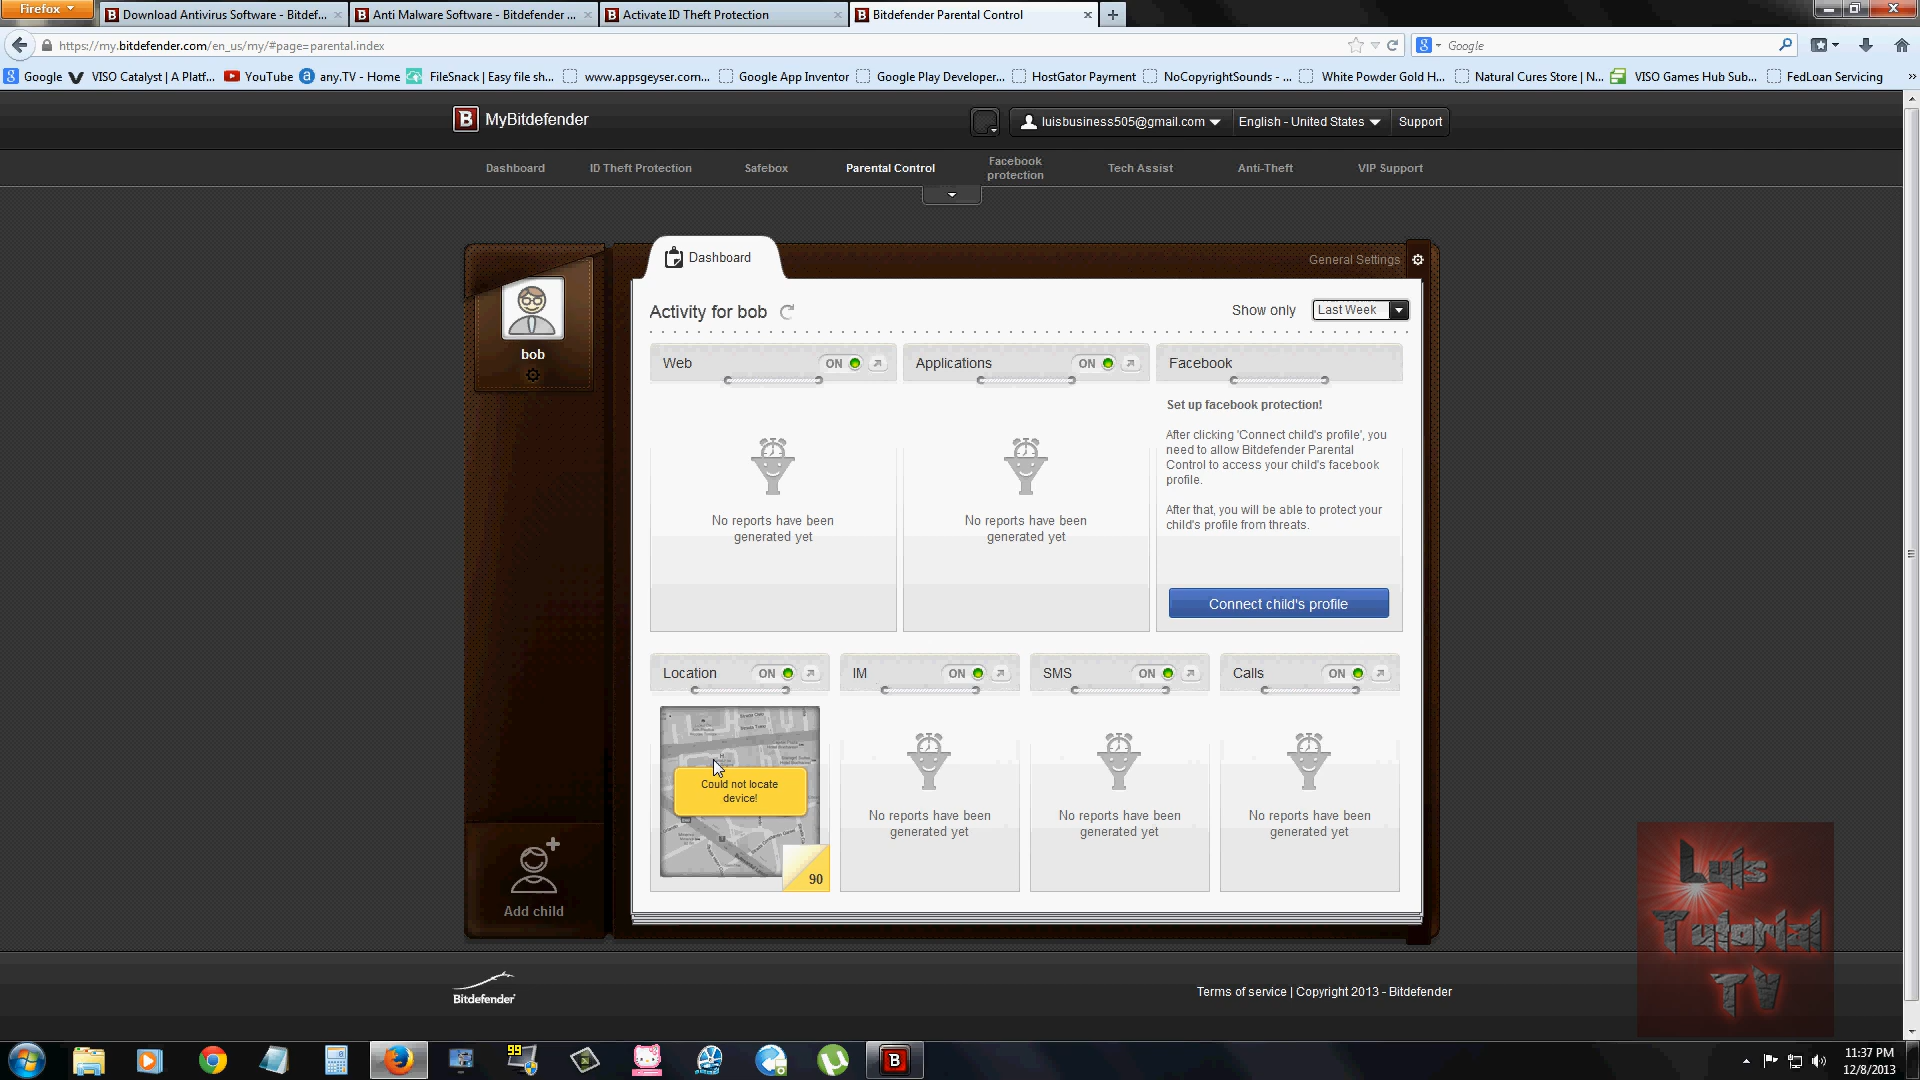 Firefox
Download Antivirus Software - Bitdef...
Anti Malware Software - Bitdefender ...
Activate ID Theft Protection
Bitdefender Parental Control
https://my.bitdefender.com/en_us/my/#page=parental.index
Google
Google
VISO Catalyst | A Platf...
YouTube
any.TV - Home
FileSnack | Easy file sh...
www.appsgeyser.com...
Google App Inventor
Google Play Developer...
HostGator Payment
NoCopyrightSounds - ...
White Powder Gold H...
Natural Cures Store | N...
VISO Games Hub Sub...
FedLoan Servicing
B MyBitdefender
luisbusiness505@gmail.com
English - United States
Support
Dashboard
ID Theft Protection
Safebox
Parental Control
Facebook
protection
Tech Assist
Anti-Theft
VIP Support
Dashboard
General Settings
bob
Activity for bob
Show only
Last Week
Web
ON
Applications
ON
Facebook
No reports have been
generated yet
No reports have been
generated yet
Set up facebook protection!
After clicking 'Connect child's profile', you
need to allow Bitdefender Parental
Control to access your child's facebook
profile.
After that, you will be able to protect your
child's profile from threats.
Connect child's profile
Location
ON
IM
ON
SMS
ON
Calls
ON
Could not locate
device!
90
No reports have been
generated yet
No reports have been
generated yet
No reports have been
generated yet
Add child
Bitdefender
Terms of service | Copyright 2013 - Bitdefender
Luis
Tutorial
TV
99
B
11:37 PM
12/8/2013